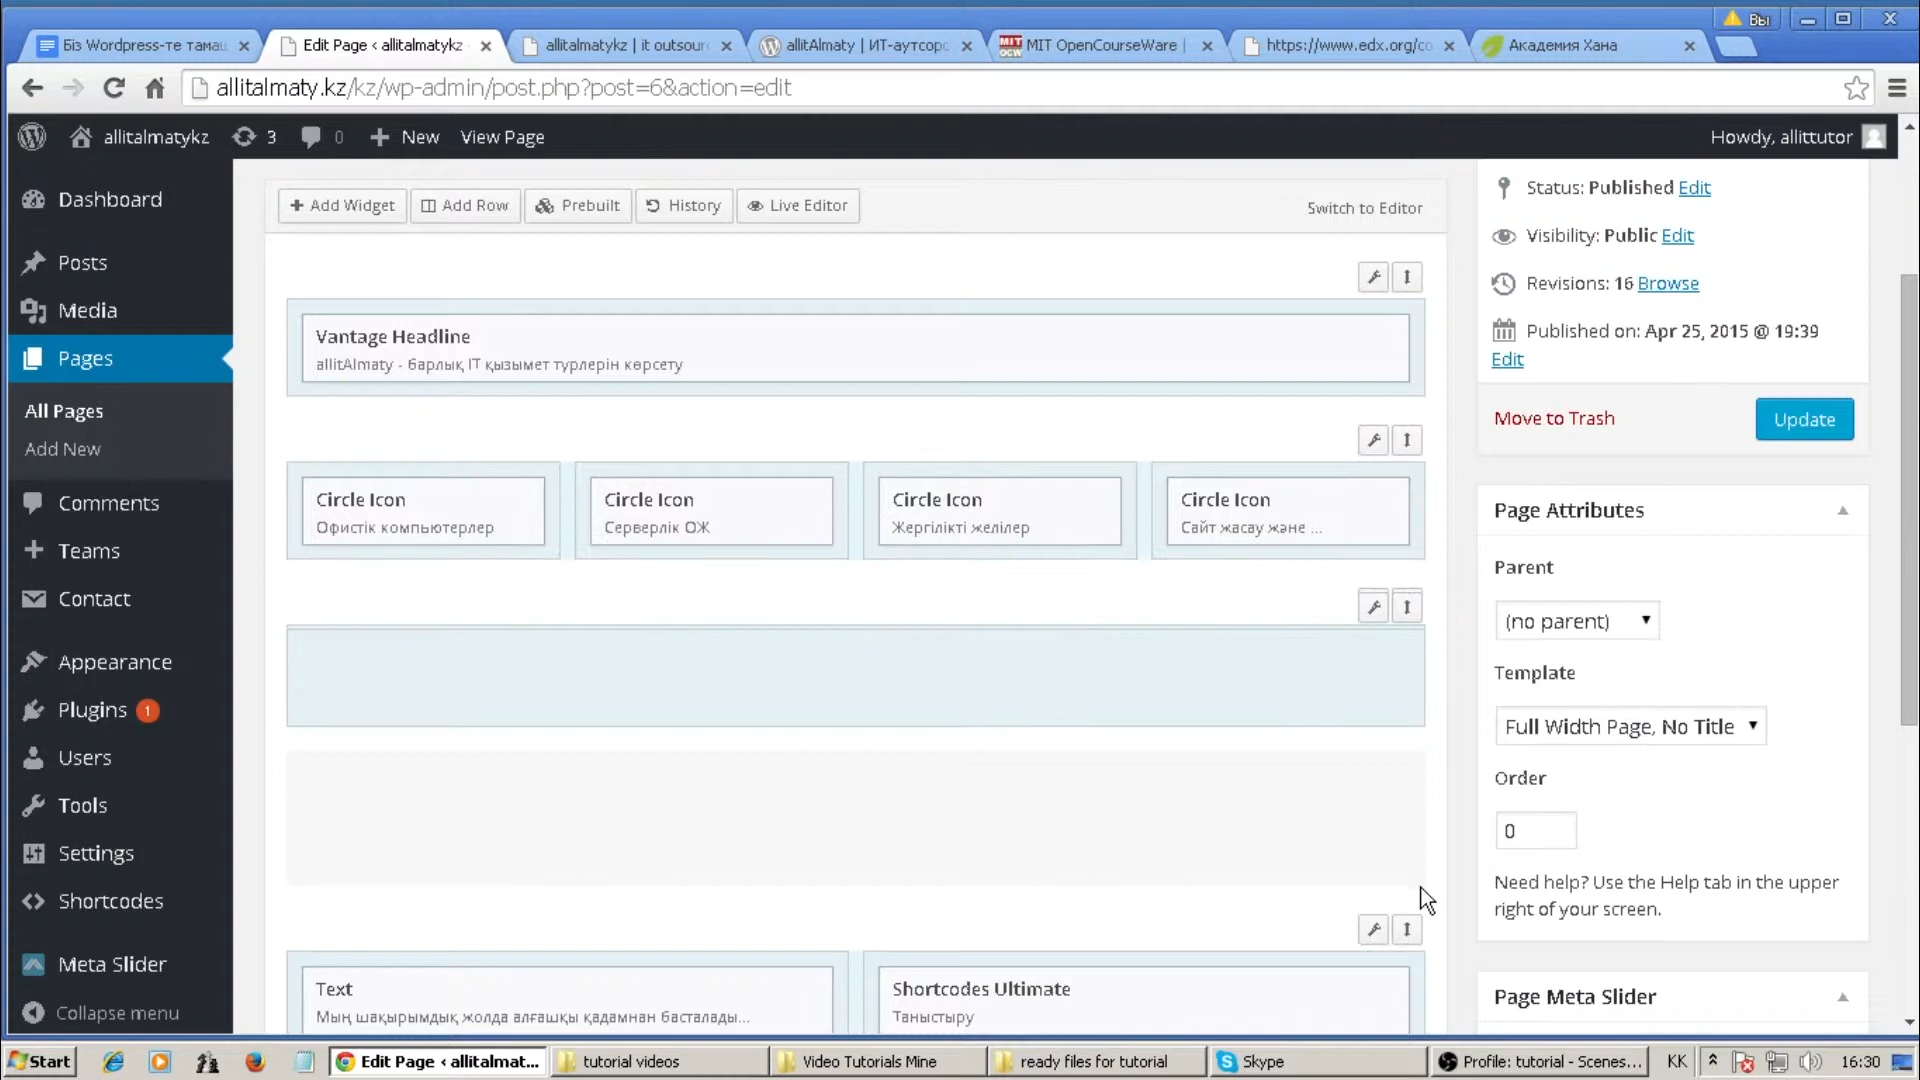 Вы
Біз Wordpress-те тамаш
Edit Page ‹ allitalmatykz
allitalmatykz | it outsour
allitAlmaty | ИТ-аутсорс
MIT OpenCourseWare |
https://www.edx.org/co
Академия Хана
allitalmaty.kz/kz/wp-admin/post.php?post=6&action=edit
allitalmatykz
3
0
New
View Page
Howdy, allittutor
Dashboard
Posts
Media
Pages
All Pages
Add New
Comments
Teams
Contact
Appearance
Plugins 1
Users
Tools
Settings
Shortcodes
Meta Slider
Collapse menu
Add Widget
Add Row
Prebuilt
History
Live Editor
Switch to Editor
Vantage Headline
allitAlmaty - барлық IT қызымет түрлерін көрсету
Circle Icon
Офистік компьютерлер
Circle Icon
Серверлік ОЖ
Circle Icon
Жергілікті желілер
Circle Icon
Сайт жасау және ...
Text
Мың шақырымдық жолда алғашқы қадамнан басталады...
Shortcodes Ultimate
Таныстыру
Status: Published Edit
Visibility: Public Edit
Revisions: 16 Browse
Published on: Apr 25, 2015 @ 19:39
Edit
Move to Trash
Update
Page Attributes
Parent
(no parent)
Template
Full Width Page, No Title
Order
0
Need help? Use the Help tab in the upper
right of your screen.
Page Meta Slider
Start
Edit Page ‹ allitalmat...
tutorial videos
Video Tutorials Mine
ready files for tutorial
Skype
Profile: tutorial - Scenes...
KK
16:30